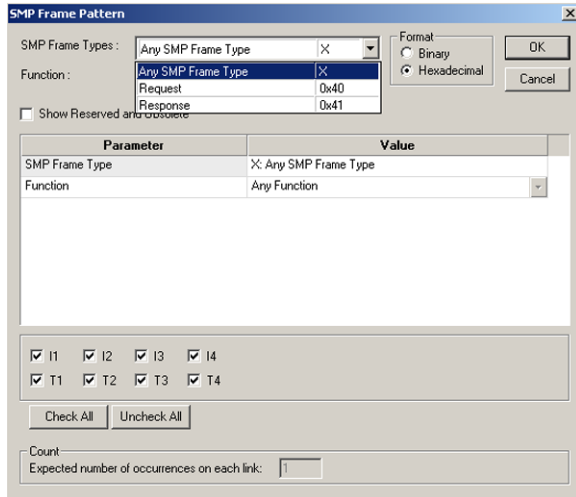 SMP Frame Pattern
SMP Frame Types :
Any SMP Frame Type X
Any SMP Frame Type X
Request 0x40
Response 0x41
Function :
Show Reserved and Obsolete
Format
Binary
Hexadecimal
OK
Cancel
Parameter Value
SMP Frame Type X: Any SMP Frame Type
Function Any Function
I1 I2 I3 I4
T1 T2 T3 T4
Check All Uncheck All
Count
Expected number of occurrences on each link: 1